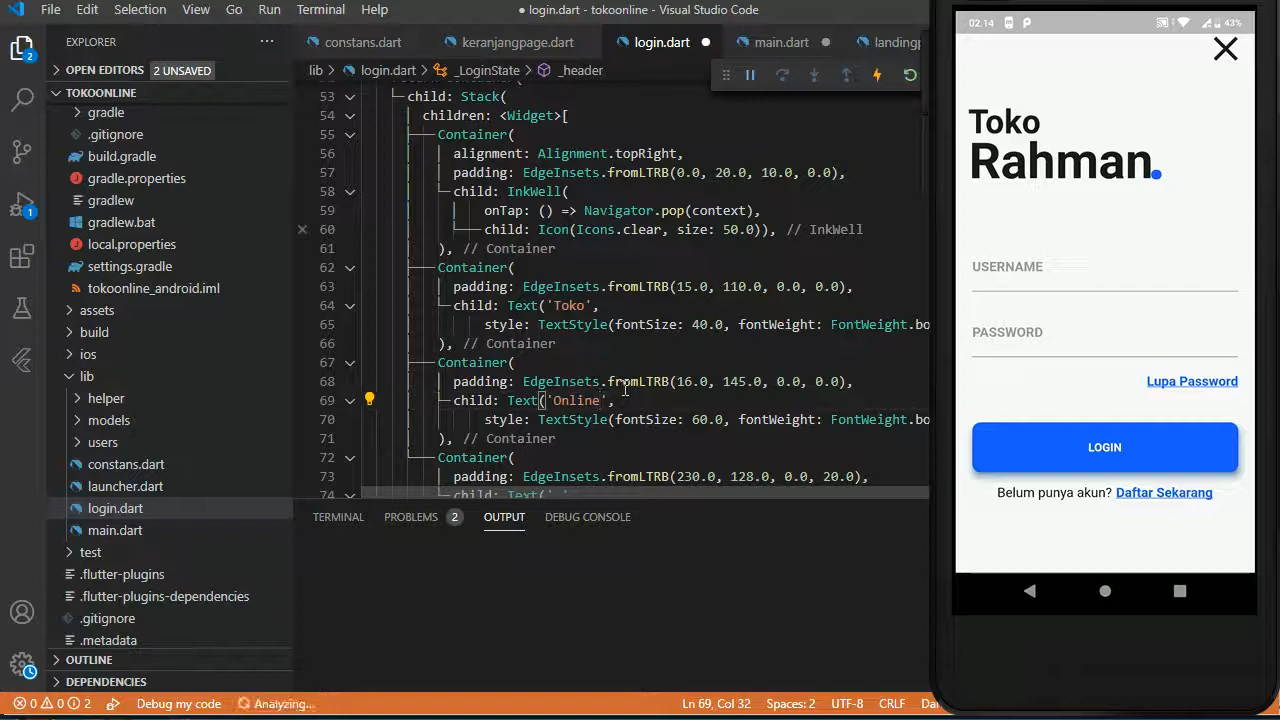 File Edit Selection View Go Run Terminal Help
● login.dart - tokoonline - Visual Studio Code
EXPLORER ···
OPEN EDITORS 2 UNSAVED
TOKOONLINE
gradle
.gitignore
build.gradle
gradle.properties
gradlew
gradlew.bat
local.properties
settings.gradle
tokoonline_android.iml
assets
build
ios
lib
helper
models
users
constans.dart
launcher.dart
login.dart
main.dart
test
.flutter-plugins
.flutter-plugins-dependencies
.gitignore
.metadata
OUTLINE
DEPENDENCIES
2
1
constans.dart keranjangpage.dart login.dart ● main.dart ● landingp
lib > login.dart > _LoginState > _header
53 child: Stack(
54 children: <Widget>[
55 Container(
56 alignment: Alignment.topRight,
57 padding: EdgeInsets.fromLTRB(0.0, 20.0, 10.0, 0.0),
58 child: InkWell(
59 onTap: () => Navigator.pop(context),
60 child: Icon(Icons.clear, size: 50.0)), // InkWell
61 ), // Container
62 Container(
63 padding: EdgeInsets.fromLTRB(15.0, 110.0, 0.0, 0.0),
64 child: Text('Toko',
65 style: TextStyle(fontSize: 40.0, fontWeight: FontWeight.bo
66 ), // Container
67 Container(
68 padding: EdgeInsets.fromLTRB(16.0, 145.0, 0.0, 0.0),
69 child: Text('Online',
70 style: TextStyle(fontSize: 60.0, fontWeight: FontWeight.bo
71 ), // Container
72 Container(
73 padding: EdgeInsets.fromLTRB(230.0, 128.0, 0.0, 20.0),
74 child: Text('.'
TERMINAL PROBLEMS 2 OUTPUT DEBUG CONSOLE
0 0 2 Debug my code Analyzing... Ln 69, Col 32 Spaces: 2 UTF-8 CRLF Da
02.14 43%
Toko
Rahman.
USERNAME
PASSWORD
Lupa Password
LOGIN
Belum punya akun? Daftar Sekarang